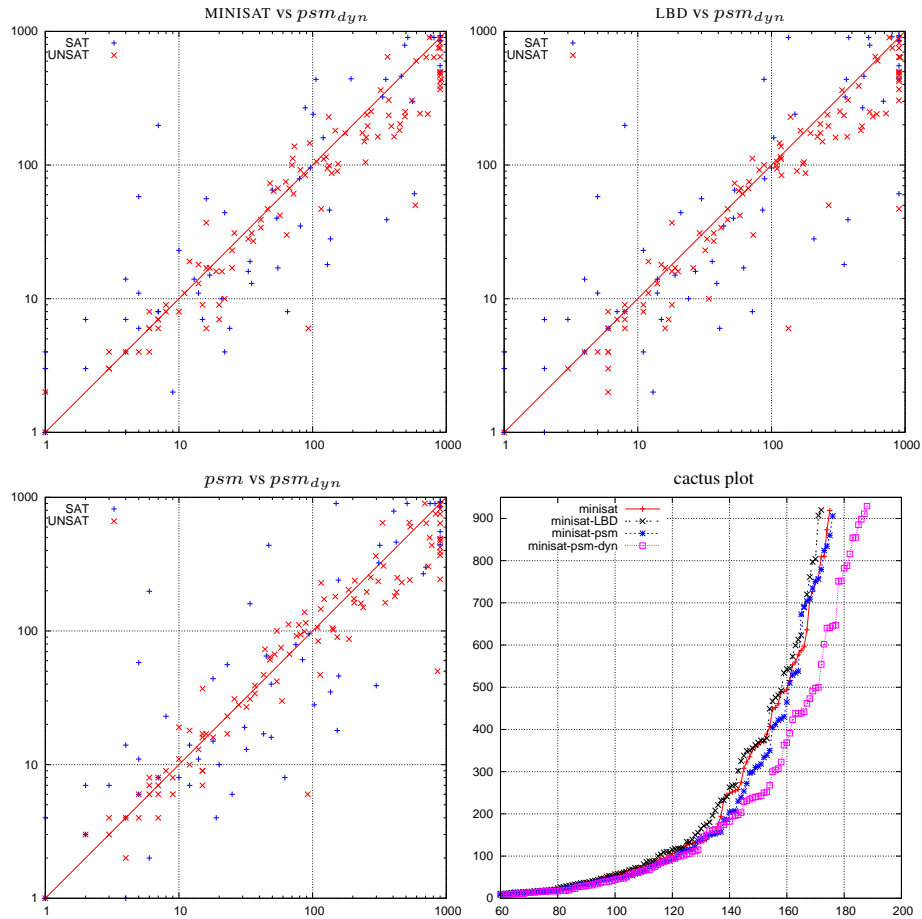 MINISAT vs psm_dyn
1000
100
10
1
1 10 100 1000
SAT
UNSAT
LBD vs psm_dyn
1000
100
10
1
1 10 100 1000
SAT
UNSAT
psm vs psm_dyn
1000
100
10
1
1 10 100 1000
SAT
UNSAT
cactus plot
900
800
700
600
500
400
300
200
100
0
60 80 100 120 140 160 180 200
minisat
minisat-LBD
minisat-psm
minisat-psm-dyn